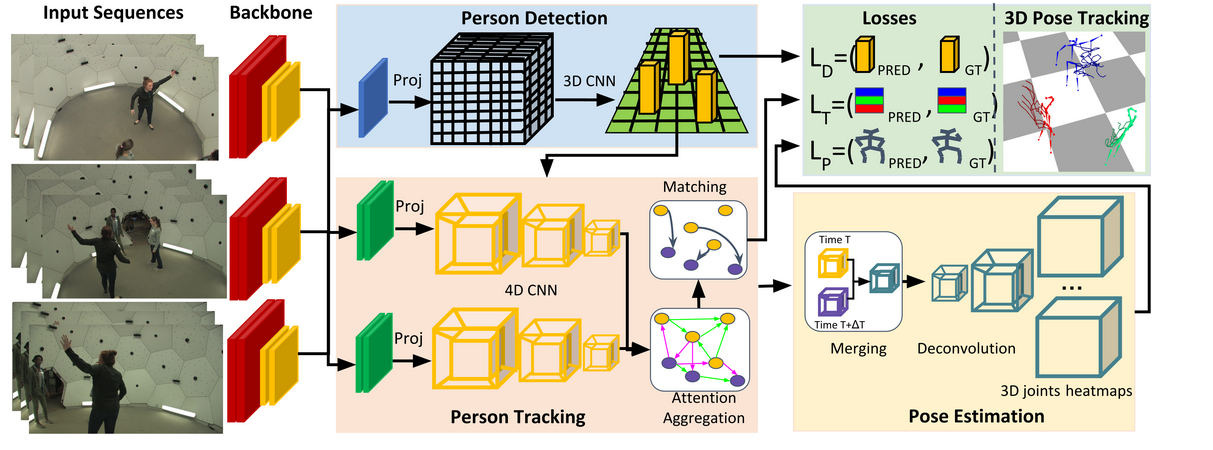 Input Sequences
Backbone
Person Detection
Proj
3D CNN
Losses
L_D=( PRED, GT )
L_T=( PRED, GT )
L_P=( PRED, GT )
3D Pose Tracking
Proj
4D CNN
Proj
Person Tracking
Matching
Attention
Aggregation
Time T
Time T+ΔT
Merging
Deconvolution
...
3D joints heatmaps
Pose Estimation